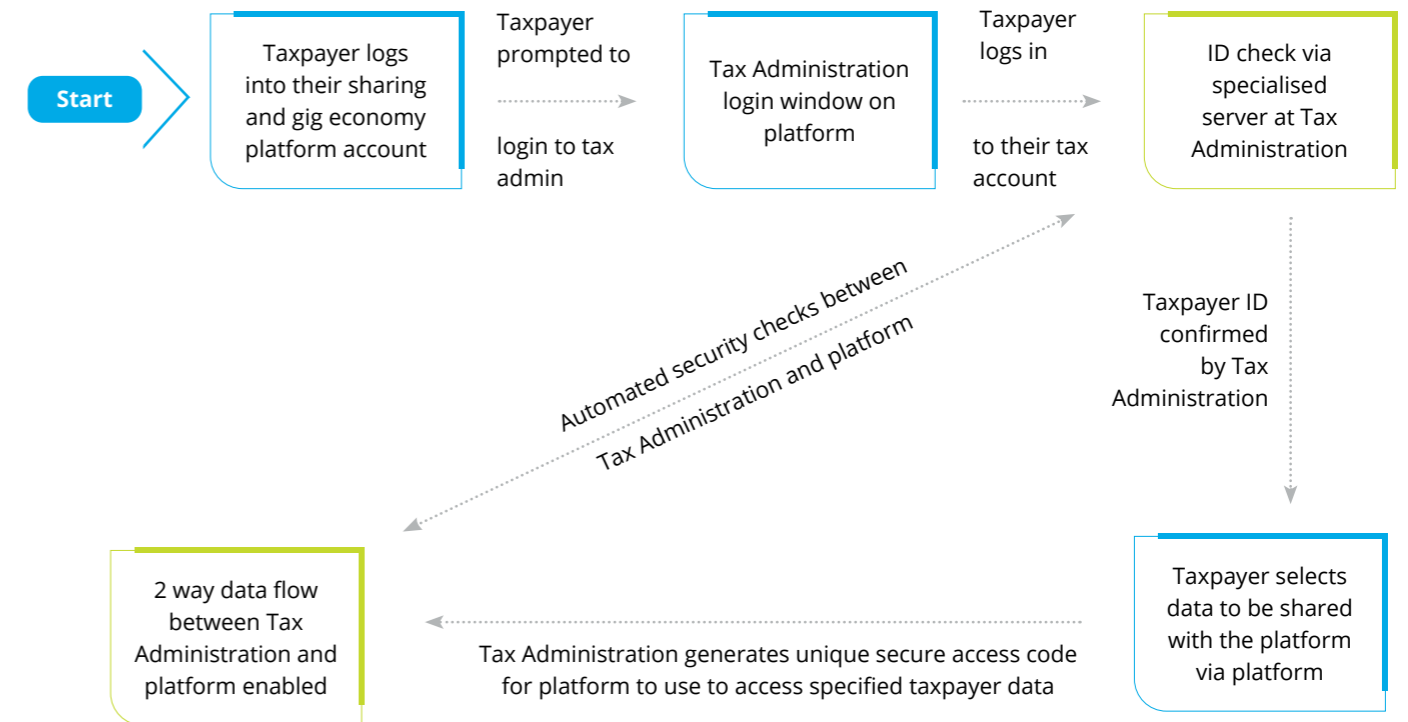 Start
Taxpayer logs
into their sharing
and gig economy
platform account
Taxpayer
prompted to
login to tax
admin
Tax Administration
login window on
platform
Taxpayer
logs in
to their tax
account
ID check via
specialised
server at Tax
Administration
Automated security checks between
Tax Administration and platform
Taxpayer ID
confirmed
by Tax
Administration
Taxpayer selects
data to be shared
with the platform
via platform
Tax Administration generates unique secure access code
for platform to use to access specified taxpayer data
2 way data flow
between Tax
Administration and
platform enabled